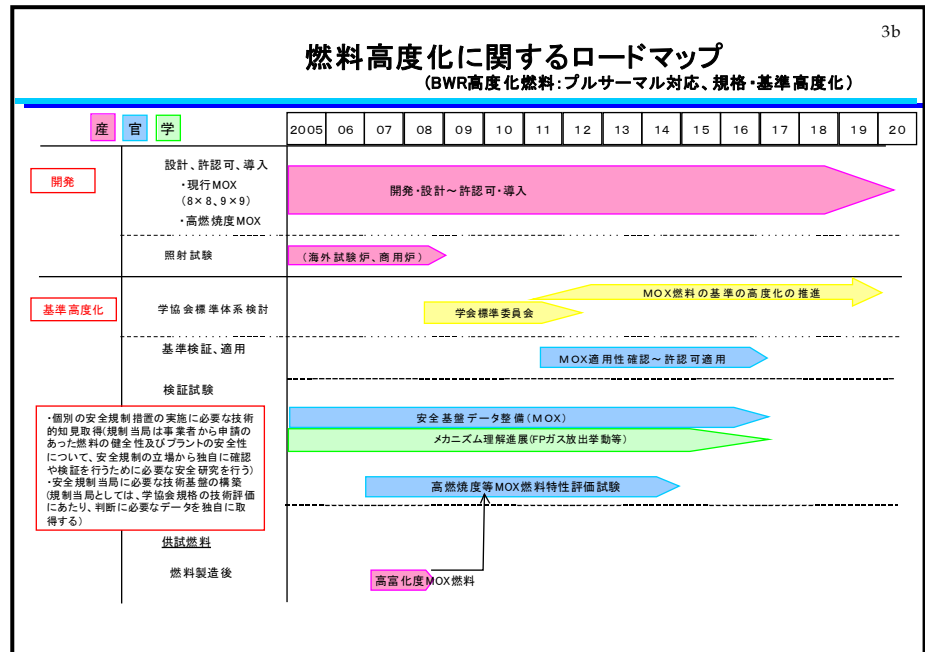 3b
燃料高度化に関するロードマップ
(BWR高度化燃料:プルサーマル対応、規格・基準高度化)
産 官 学
2005 06 07 08 09 10 11 12 13 14 15 16 17 18 19 20
開発
設計、許認可、導入
・現行MOX
(8×8、9×9)
・高燃焼度MOX
開発・設計～許認可・導入
照射試験
(海外試験炉、商用炉)
基準高度化
学協会標準体系検討
MOX燃料の基準の高度化の推進
学会標準委員会
基準検証、適用
MOX適用性確認～許認可適用
検証試験
・個別の安全規制措置の実施に必要な技術
的知見取得(規制当局は事業者から申請の
あった燃料の健全性及びプラントの安全性
について、安全規制の立場から独自に確認
や検証を行うために必要な安全研究を行う)
・安全規制当局に必要な技術基盤の構築
(規制当局としては、学協会規格の技術評価
にあたり、判断に必要なデータを独自に取
得する)
安全基盤データ整備(MOX)
メカニズム理解進展(FPガス放出挙動等)
高燃焼度等MOX燃料特性評価試験
供試燃料
燃料製造後
高富化度MOX燃料